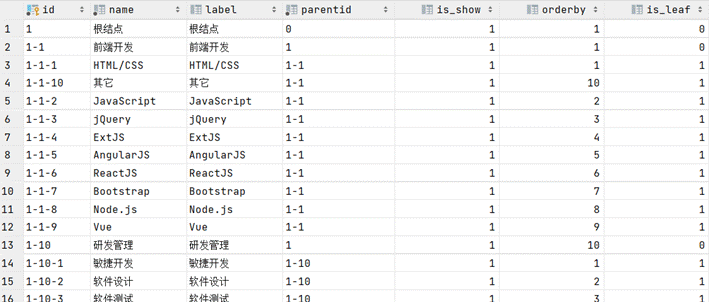 id name label parentid is_show orderby is_leaf
1 1 根结点 根结点 0 1 1 0
2 1-1 前端开发 前端开发 1 1 1 0
3 1-1-1 HTML/CSS HTML/CSS 1-1 1 1 1
4 1-1-10 其它 其它 1-1 1 10 1
5 1-1-2 JavaScript JavaScript 1-1 1 2 1
6 1-1-3 jQuery jQuery 1-1 1 3 1
7 1-1-4 ExtJS ExtJS 1-1 1 4 1
8 1-1-5 AngularJS AngularJS 1-1 1 5 1
9 1-1-6 ReactJS ReactJS 1-1 1 6 1
10 1-1-7 Bootstrap Bootstrap 1-1 1 7 1
11 1-1-8 Node.js Node.js 1-1 1 8 1
12 1-1-9 Vue Vue 1-1 1 9 1
13 1-10 研发管理 研发管理 1 1 10 0
14 1-10-1 敏捷开发 敏捷开发 1-10 1 1 1
15 1-10-2 软件设计 软件设计 1-10 1 2 1
16 1-10-3 软件测试 软件测试 1-10 1 3 1